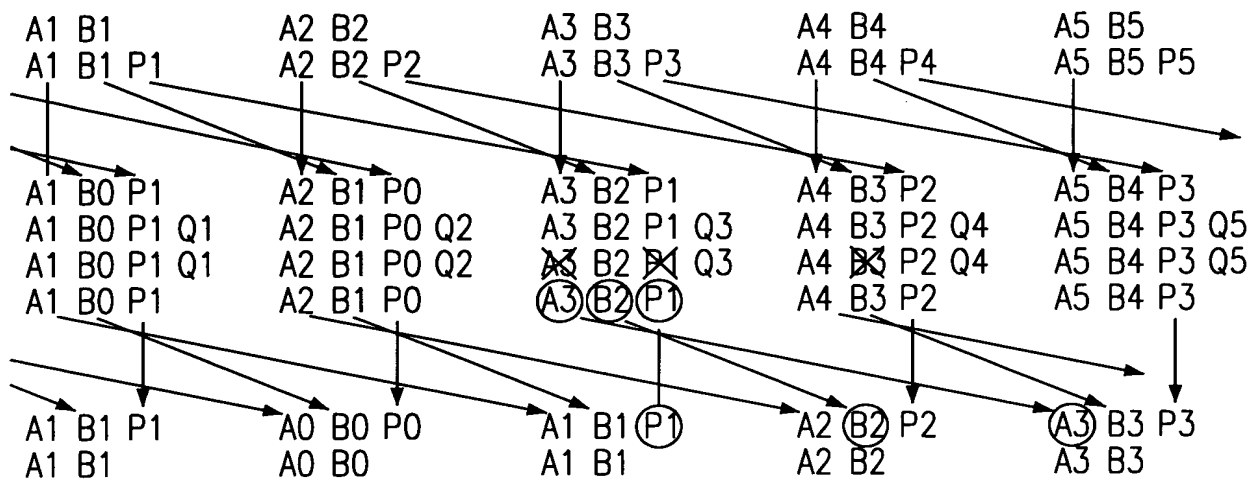 A1 B1 A2 B2 A3 B3 A4 B4 A5 B5
A1 B1 P1 A2 B2 P2 A3 B3 P3 A4 B4 P4 A5 B5 P5
A1 B0 P1 A2 B1 P0 A3 B2 P1 A4 B3 P2 A5 B4 P3
A1 B0 P1 Q1 A2 B1 P0 Q2 A3 B2 P1 Q3 A4 B3 P2 Q4 A5 B4 P3 Q5
A1 B0 P1 Q1 A2 B1 P0 Q2 A3 B2 P1 Q3 A4 B3 P2 Q4 A5 B4 P3 Q5
A1 B0 P1 A2 B1 P0 A3 B2 P1 A4 B3 P2 A5 B4 P3
A1 B1 P1 A0 B0 P0 A1 B1 P1 A2 B2 P2 A3 B3 P3
A1 B1 A0 B0 A1 B1 A2 B2 A3 B3